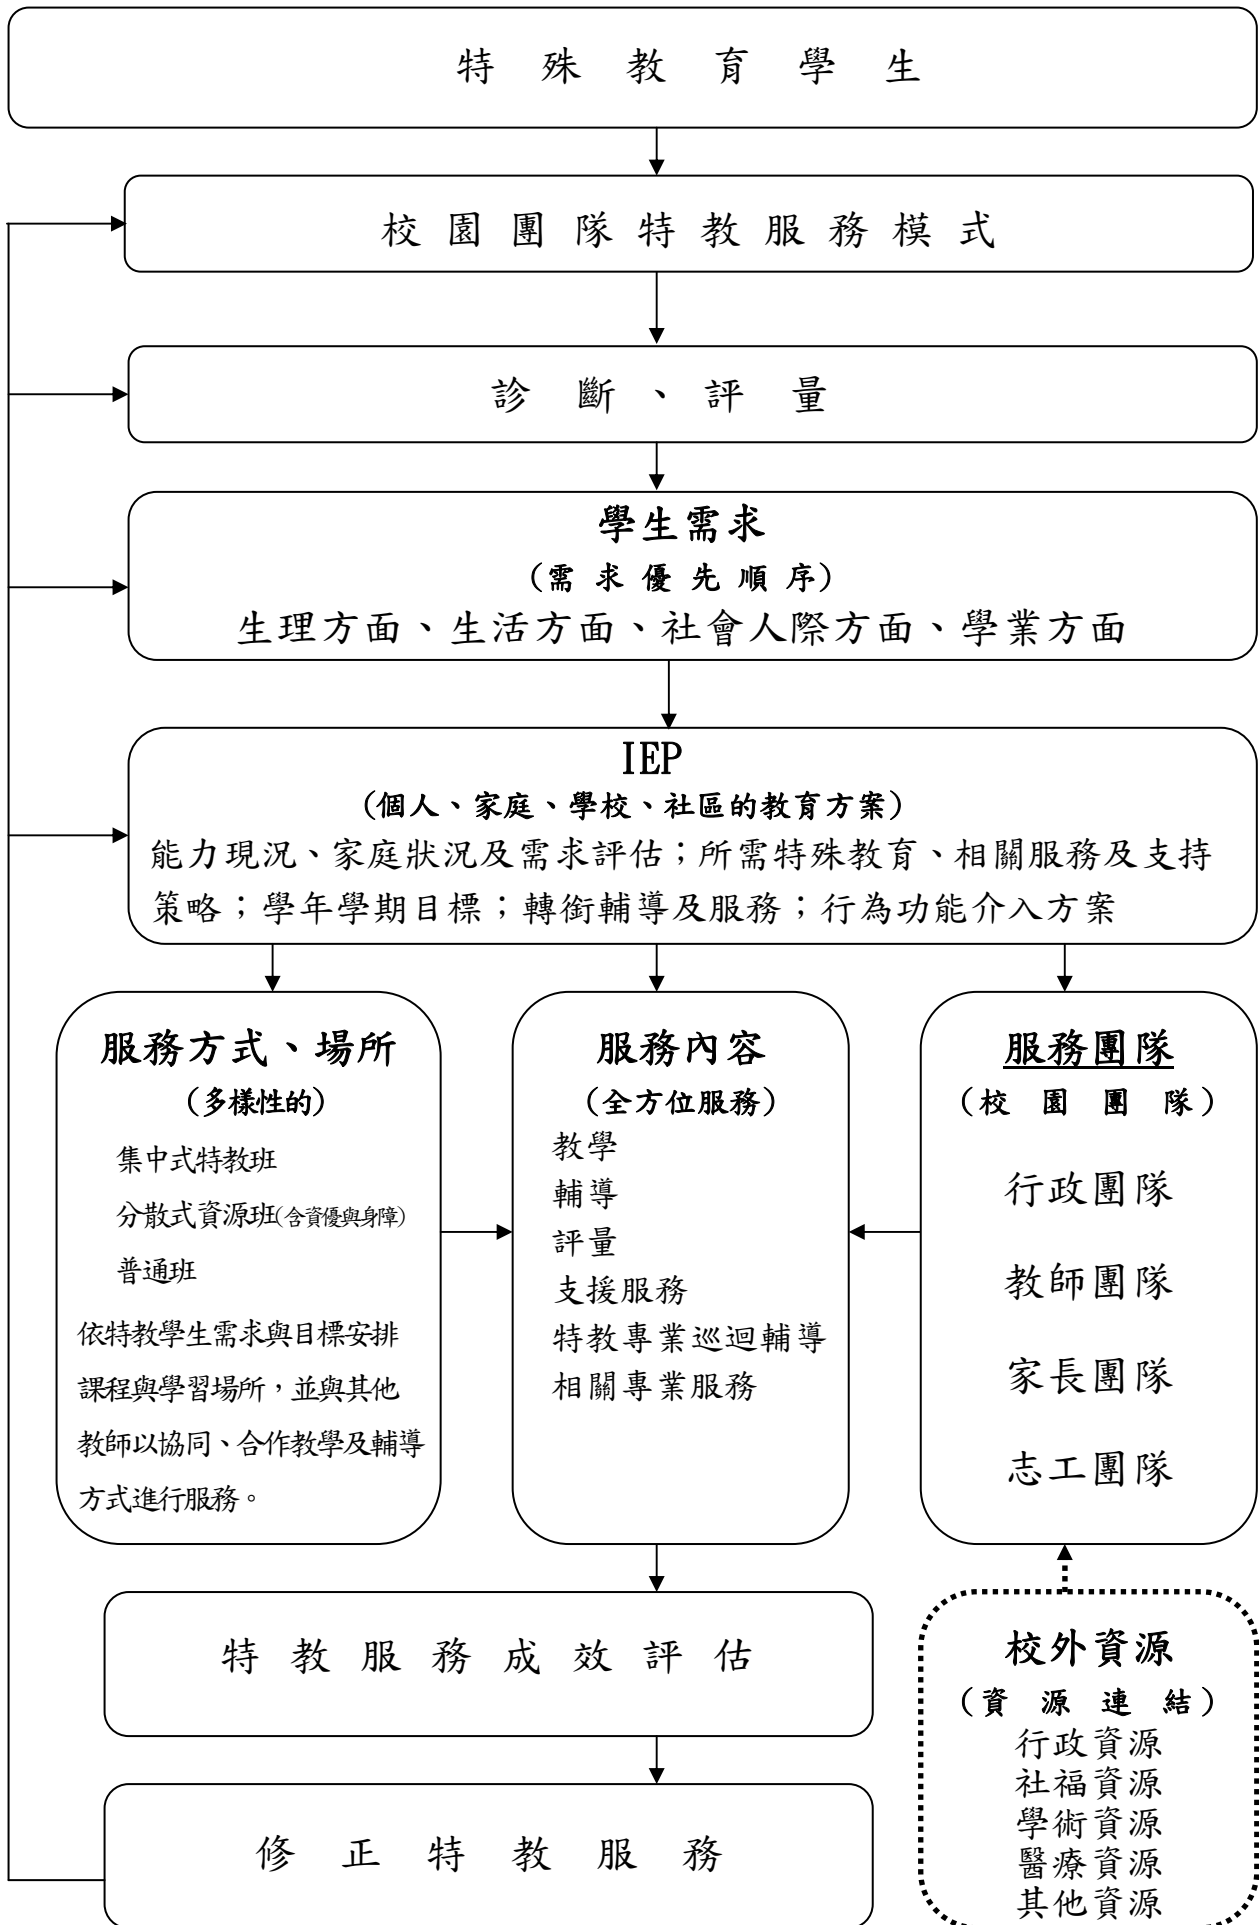 特殊教育學生
校園團隊特教服務模式
診斷、評量
學生需求
(需求優先順序)
生理方面、生活方面、社會人際方面、學業方面
IEP
(個人、家庭、學校、社區的教育方案)
能力現況、家庭狀況及需求評估;所需特殊教育、相關服務及支持
策略;學年學期目標;轉銜輔導及服務;行為功能介入方案
服務方式、場所
(多樣性的)
集中式特教班
分散式資源班(含資優與身障)
普通班
依特教學生需求與目標安排
課程與學習場所,並與其他
教師以協同、合作教學及輔導
方式進行服務。
服務內容
(全方位服務)
教學
輔導
評量
支援服務
特教專業巡迴輔導
相關專業服務
服務團隊
(校園團隊)
行政團隊
教師團隊
家長團隊
志工團隊
特教服務成效評估
修正特教服務
校外資源
(資源連結)
行政資源
社福資源
學術資源
醫療資源
其他資源